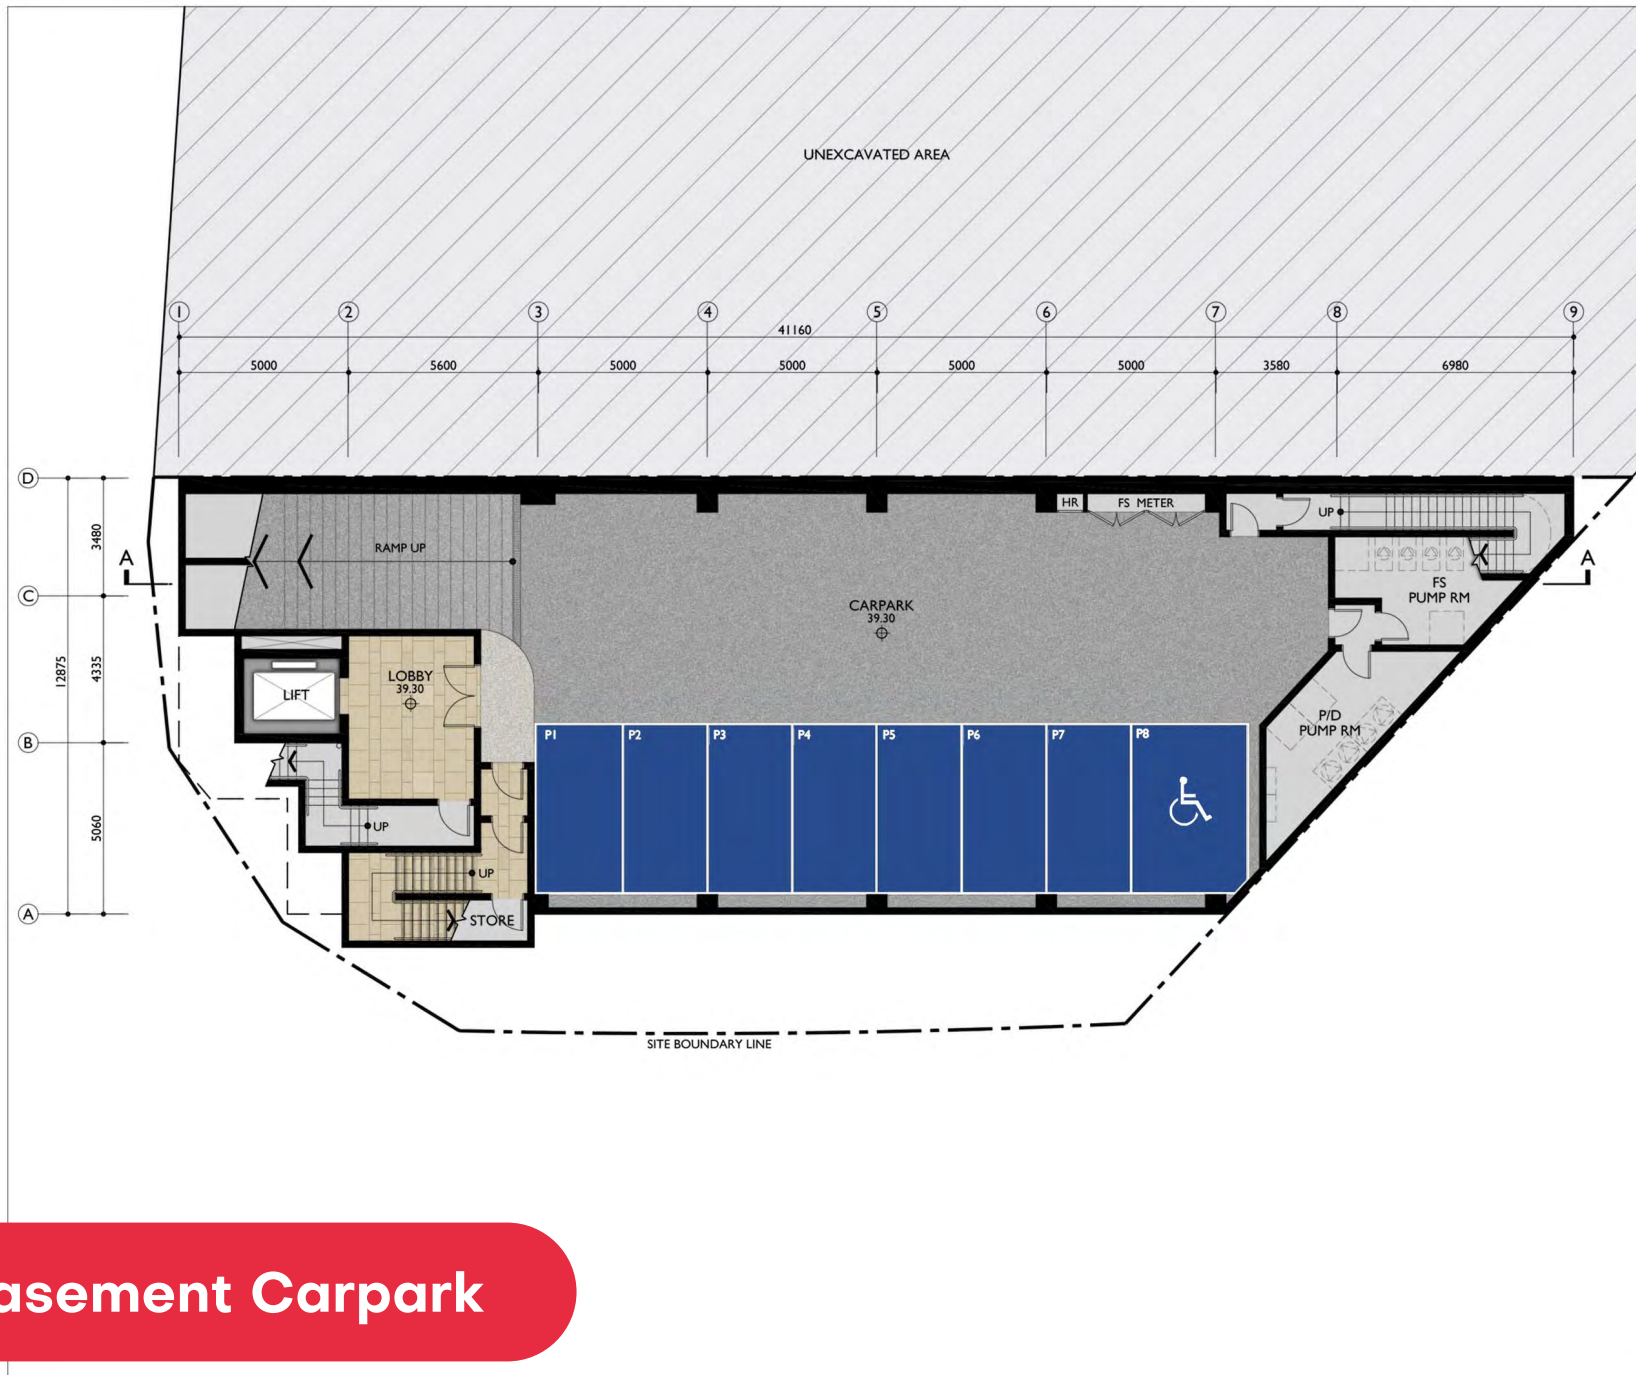 UNEXCAVATED AREA
1 2 3 4 5 6 7 8 9
41160
5000 5600 5000 5000 5000 5000 3580 6980
D
C
B
A
3480
4335
5060
12875
A
A
HR
FS METER
UP
RAMP UP
FS
PUMP RM
CARPARK
39.30
LOBBY
39.30
LIFT
P/D
PUMP RM
P1 P2 P3 P4 P5 P6 P7 P8
UP
UP
STORE
SITE BOUNDARY LINE
asement Carpark